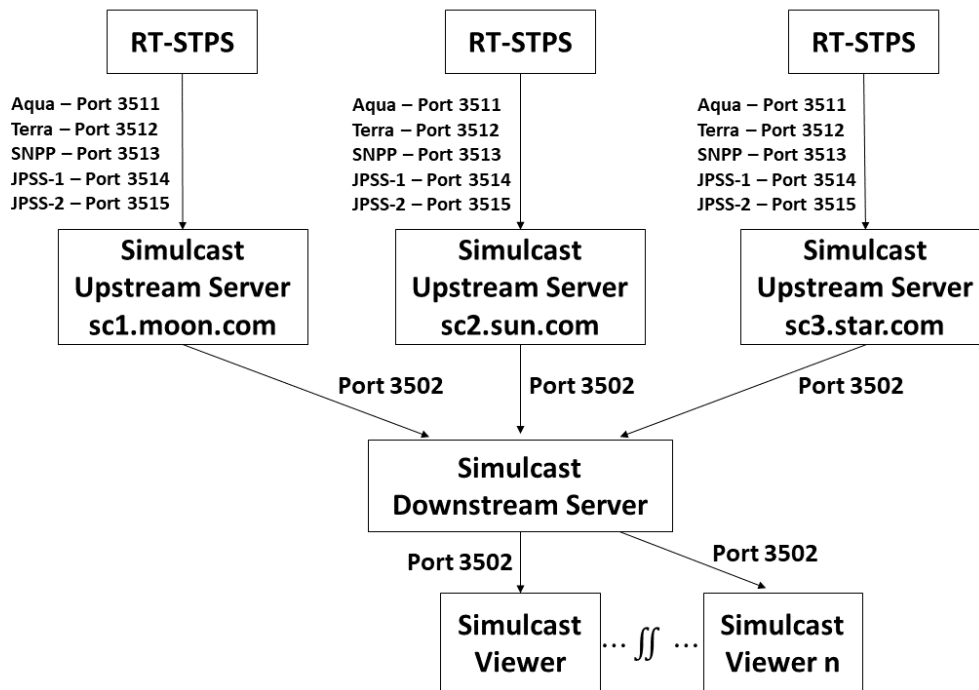 RT-STPS
RT-STPS
RT-STPS
Aqua – Port 3511
Terra – Port 3512
SNPP – Port 3513
JPSS-1 – Port 3514
JPSS-2 – Port 3515
Aqua – Port 3511
Terra – Port 3512
SNPP – Port 3513
JPSS-1 – Port 3514
JPSS-2 – Port 3515
Aqua – Port 3511
Terra – Port 3512
SNPP – Port 3513
JPSS-1 – Port 3514
JPSS-2 – Port 3515
Simulcast
Upstream Server
sc1.moon.com
Simulcast
Upstream Server
sc2.sun.com
Simulcast
Upstream Server
sc3.star.com
Port 3502
Port 3502
Port 3502
Simulcast
Downstream Server
Port 3502
Port 3502
Simulcast
Viewer
... ∬ ...
Simulcast
Viewer n